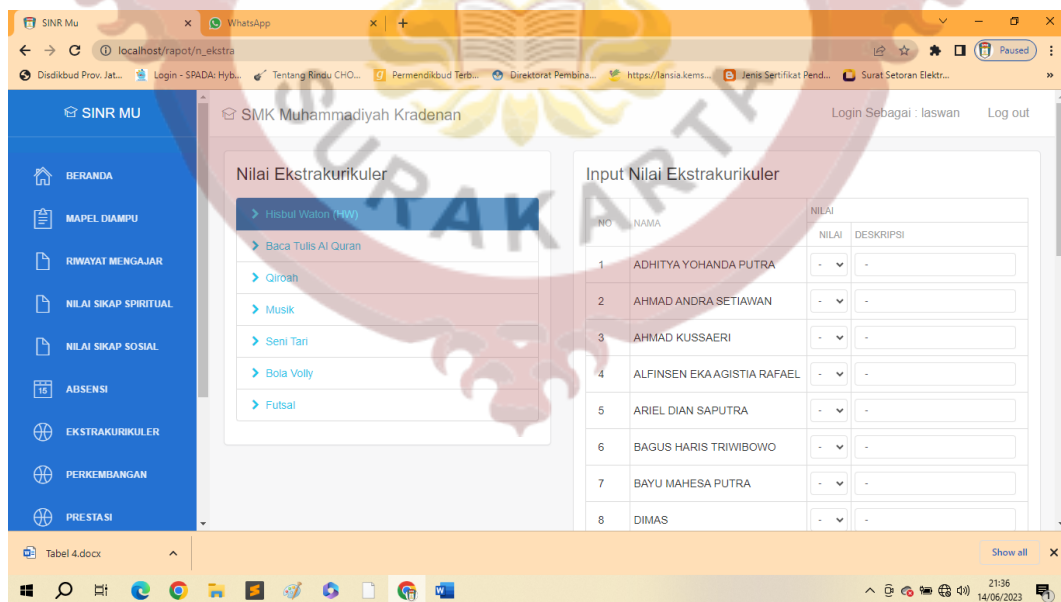 SINR Mu
WhatsApp
localhost/rapot/n_ekstra
Paused
Disdikbud Prov. Jat...
Login - SPADA: Hyb...
Tentang Rindu CHO...
Permendikbud Terb...
Direktorat Pembina...
https://lansia.kems...
Jenis Sertifikat Pend...
Surat Setoran Elektr...
SINR MU
SMK Muhammadiyah Kradenan
Login Sebagai : laswan
Log out
BERANDA
MAPEL DIAMPU
RIWAYAT MENGAJAR
NILAI SIKAP SPIRITUAL
NILAI SIKAP SOSIAL
ABSENSI
EKSTRAKURIKULER
PERKEMBANGAN
PRESTASI
Nilai Ekstrakurikuler
Hisbul Waton (HW)
Baca Tulis Al Quran
Qiroah
Musik
Seni Tari
Bola Volly
Futsal
Input Nilai Ekstrakurikuler
NO NAMA NILAI
NILAI DESKRIPSI
1 ADHITYA YOHANDA PUTRA - -
2 AHMAD ANDRA SETIAWAN - -
3 AHMAD KUSSAERI - -
4 ALFINSEN EKA AGISTIA RAFAEL - -
5 ARIEL DIAN SAPUTRA - -
6 BAGUS HARIS TRIWIBOWO - -
7 BAYU MAHESA PUTRA - -
8 DIMAS - -
SURAKARTA
Tabel 4.docx
Show all
21:36
14/06/2023